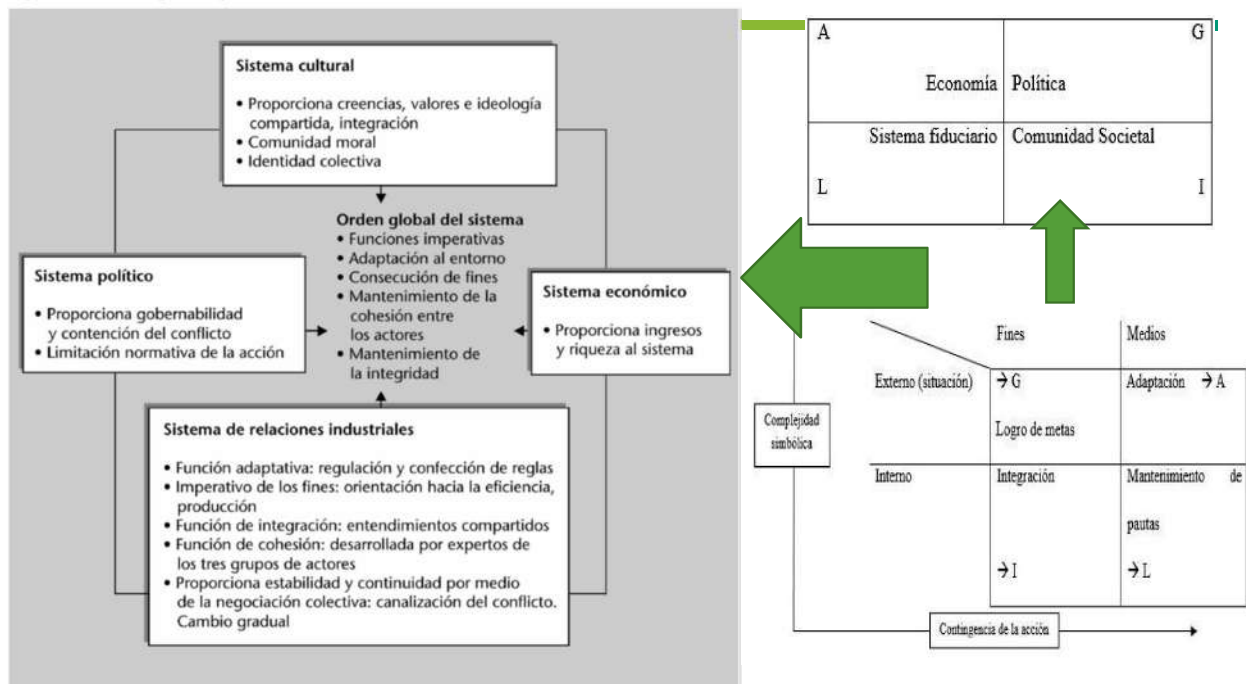 Sistema cultural
• Proporciona creencias, valores e ideología
compartida, integración
• Comunidad moral
• Identidad colectiva
Orden global del sistema
• Funciones imperativas
• Adaptación al entorno
• Consecución de fines
• Mantenimiento de la
cohesión entre
los actores
• Mantenimiento de
la integridad
Sistema político
• Proporciona gobernabilidad
y contención del conflicto
• Limitación normativa de la acción
Sistema económico
• Proporciona ingresos
y riqueza al sistema
Sistema de relaciones industriales
• Función adaptativa: regulación y confección de reglas
• Imperativo de los fines: orientación hacia la eficiencia,
producción
• Función de integración: entendimientos compartidos
• Función de cohesión: desarrollada por expertos de
los tres grupos de actores
• Proporciona estabilidad y continuidad por medio
de la negociación colectiva: canalización del conflicto.
Cambio gradual
A G
Economía Política
Sistema fiduciario Comunidad Societal
L I
Fines Medios
Externo (situación) →G Adaptación →A
Logro de metas
Complejidad
simbólica
Interno Integración Mantenimiento de
pautas
→I →L
Contingencia de la acción